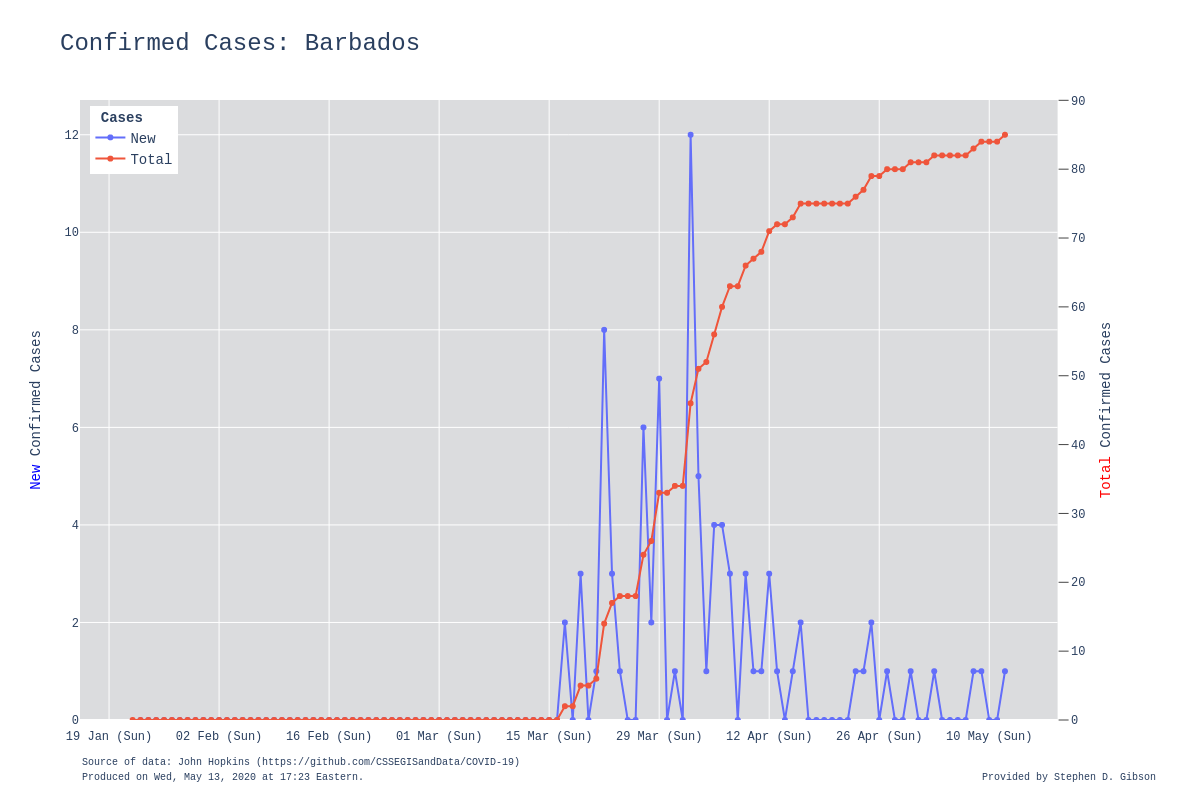 Confirmed Cases: Barbados
Cases
New
Total
12
10
8
6
4
2
0
90
80
70
60
50
40
30
20
10
0
New Confirmed Cases
Total Confirmed Cases
19 Jan (Sun)
02 Feb (Sun)
16 Feb (Sun)
01 Mar (Sun)
15 Mar (Sun)
29 Mar (Sun)
12 Apr (Sun)
26 Apr (Sun)
10 May (Sun)
Source of data: John Hopkins (https://github.com/CSSEGISandData/COVID-19)
Produced on Wed, May 13, 2020 at 17:23 Eastern.
Provided by Stephen D. Gibson